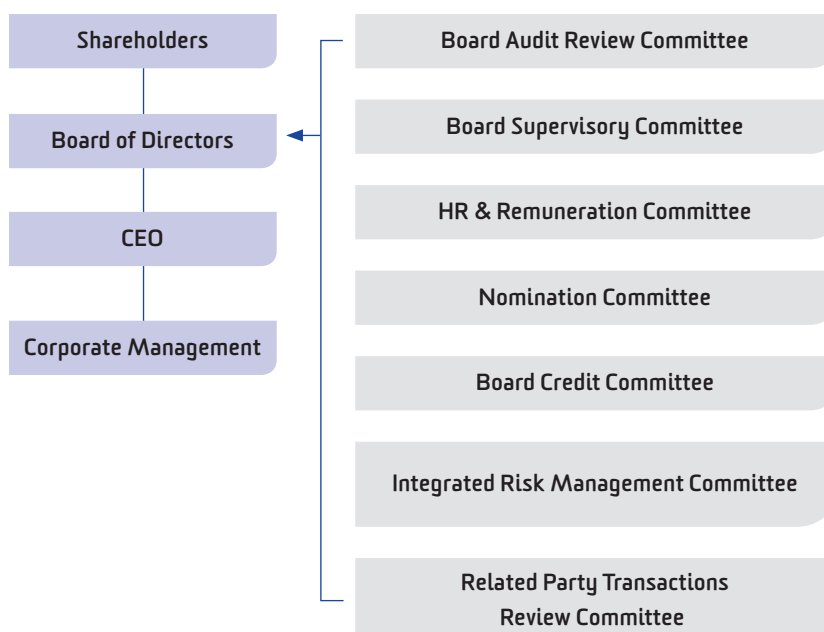 Shareholders
Board of Directors
CEO
Corporate Management
Board Audit Review Committee
Board Supervisory Committee
HR & Remuneration Committee
Nomination Committee
Board Credit Committee
Integrated Risk Management Committee
Related Party Transactions
Review Committee